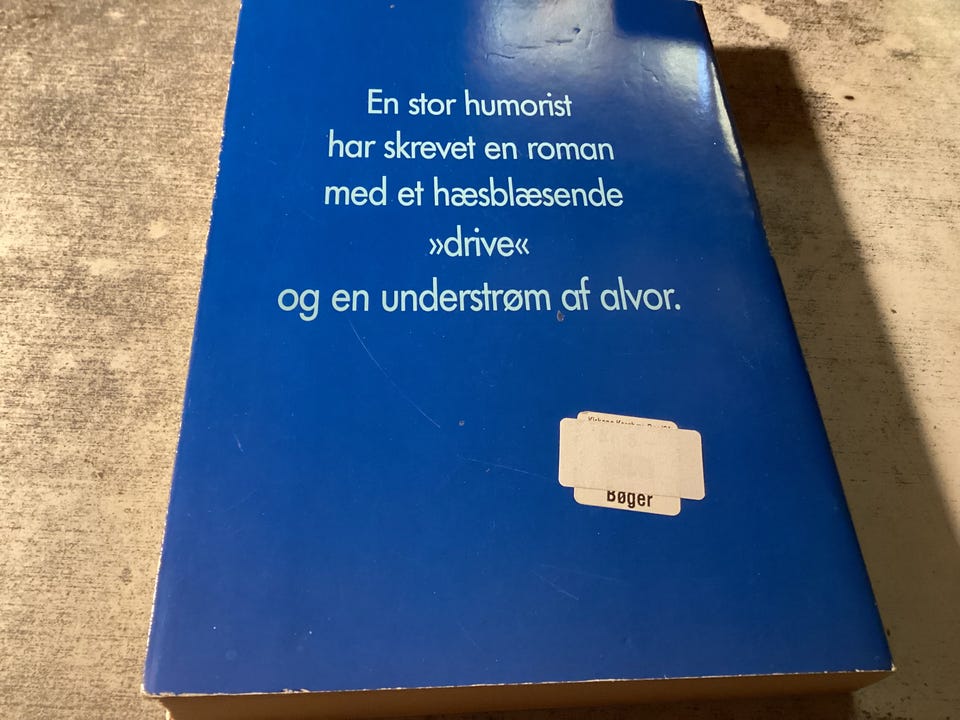 En stor humorist
har skrevet en roman
med et hæsblæsende
»drive«
og en understrøm af alvor.
Bøger